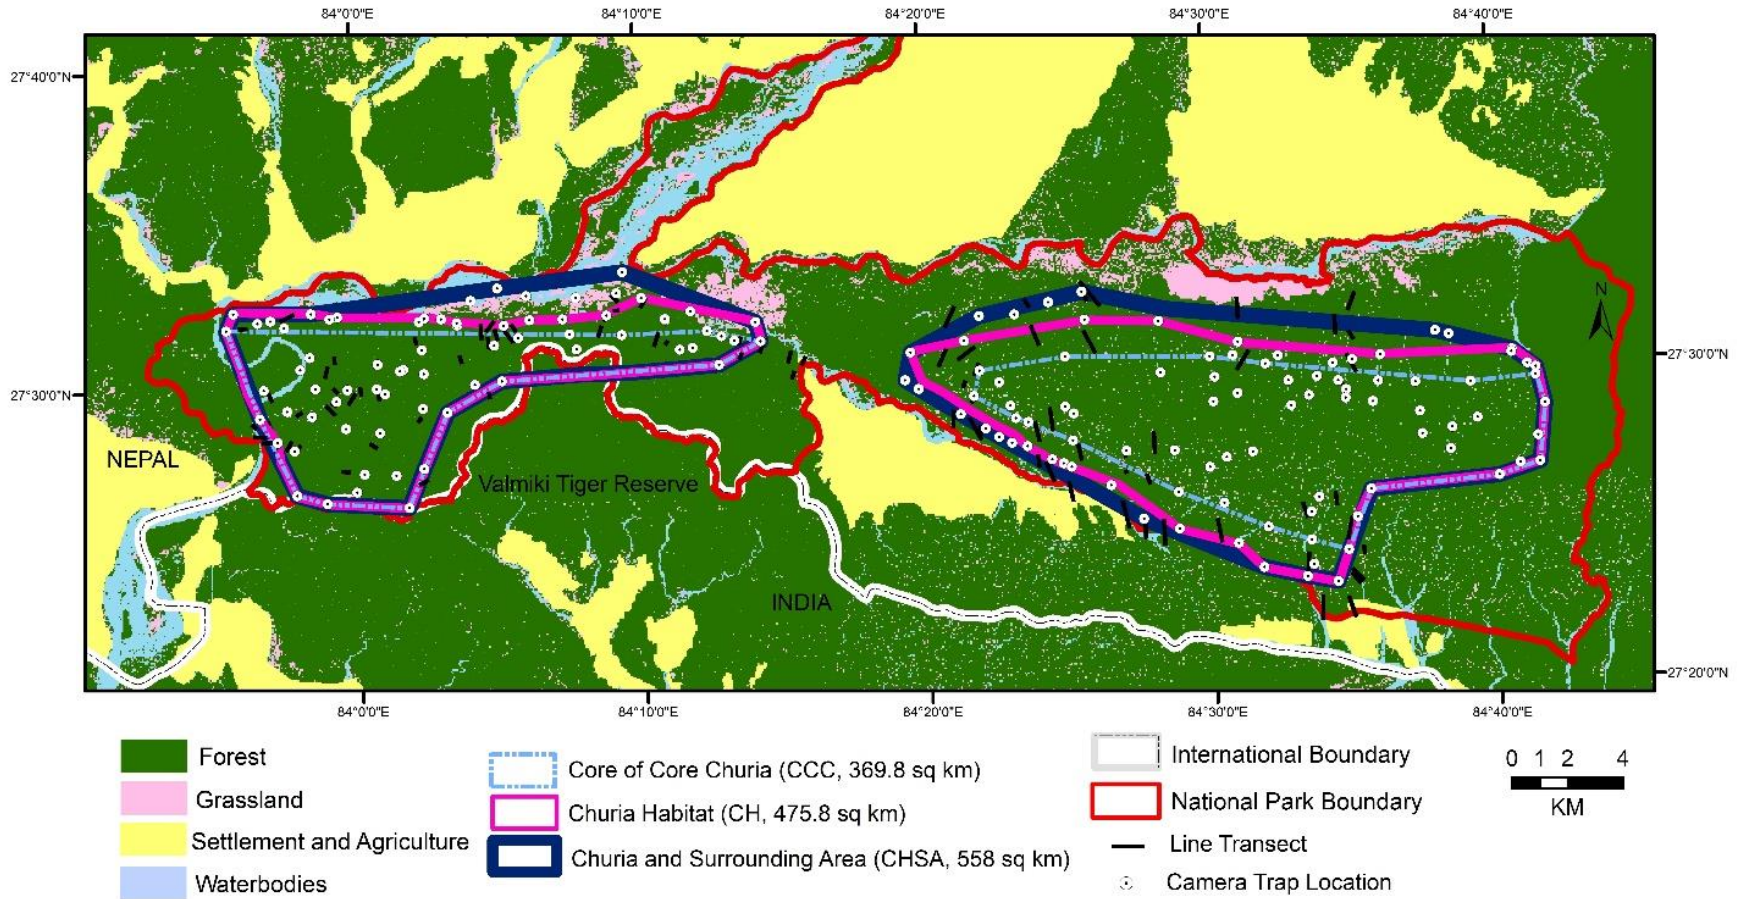 84°0'0"E 84°10'0"E 84°20'0"E 84°30'0"E 84°40'0"E
27°40'0"N
N
27°30'0"N
27°30'0"N
NEPAL
Valmiki Tiger Reserve
INDIA
27°20'0"N
84°0'0"E 84°10'0"E 84°20'0"E 84°30'0"E 84°40'0"E
Forest
Grassland
Settlement and Agriculture
Waterbodies
Core of Core Churia (CCC, 369.8 sq km)
Churia Habitat (CH, 475.8 sq km)
Churia and Surrounding Area (CHSA, 558 sq km)
International Boundary
National Park Boundary
Line Transect
Camera Trap Location
0 1 2 4
KM